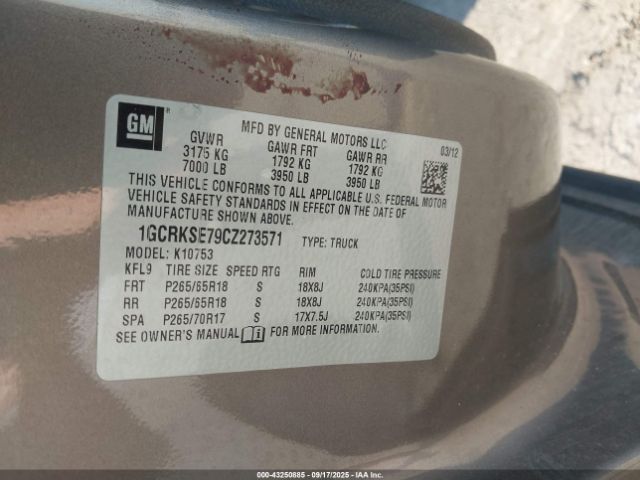 GM
MFD BY GENERAL MOTORS LLC
03/12
GVWR GAWR FRT GAWR RR
3175 KG 1792 KG 1792 KG
7000 LB 3950 LB 3950 LB
THIS VEHICLE CONFORMS TO ALL APPLICABLE U.S. FEDERAL MOTOR
VEHICLE SAFETY STANDARDS IN EFFECT ON THE DATE OF
MANUFACTURE SHOWN ABOVE.
1GCRKSE79CZ273571 TYPE: TRUCK
MODEL: K10753
KFL9 TIRE SIZE SPEED RTG RIM COLD TIRE PRESSURE
FRT P265/65R18 S 18X8J 240KPA(35PSI)
RR P265/65R18 S 18X8J 240KPA(35PSI)
SPA P265/70R17 S 17X7.5J 240KPA(35PSI)
SEE OWNER'S MANUAL FOR MORE INFORMATION.
000-43250885 (09/17/2025) IAAI.COM